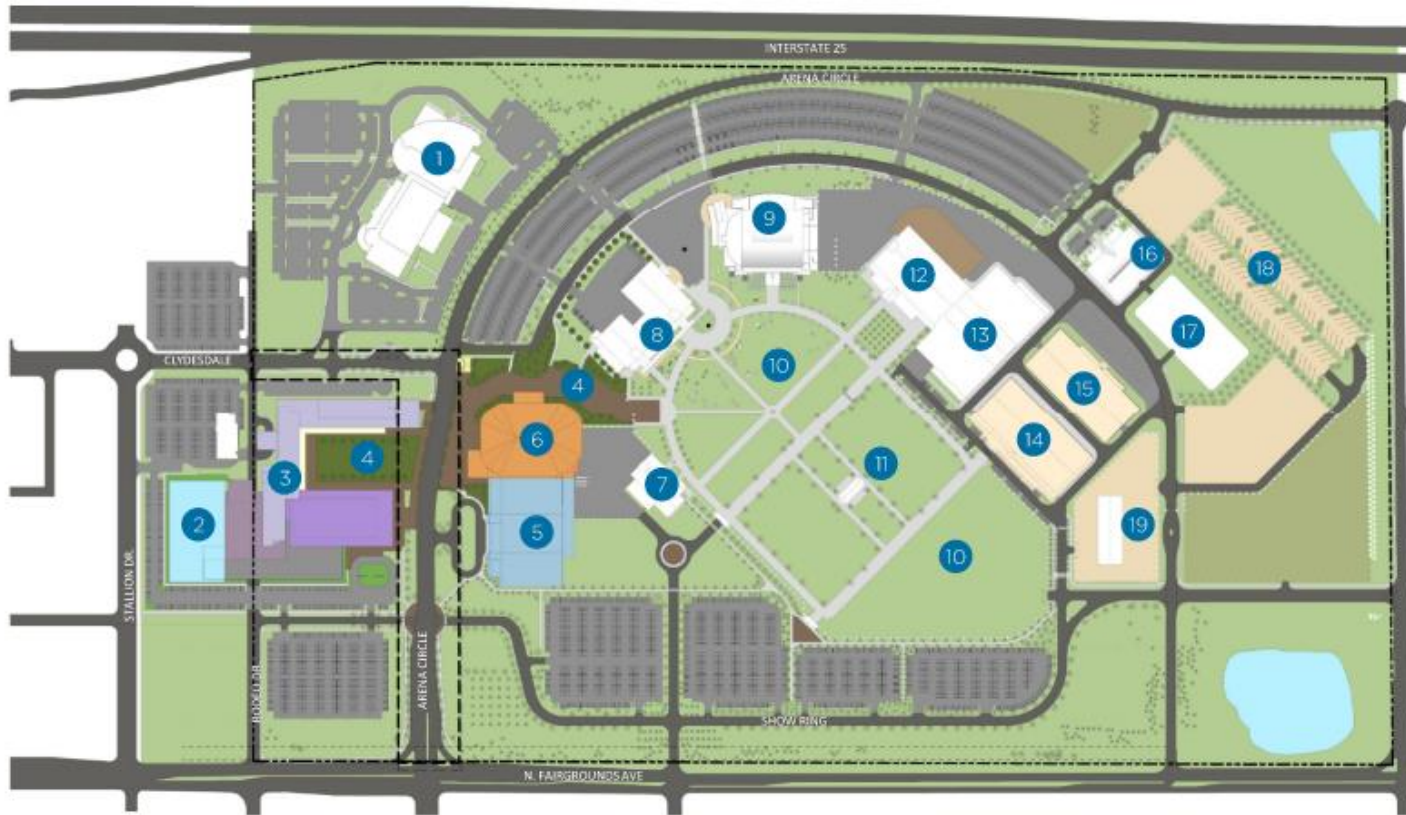 INTERSTATE 25
ARENA CIRCLE
1
9
16
12
18
8
17
13
CLYDESDALE
10
15
4
6
14
4
11
3
7
2
5
19
10
STALLION DR.
RODEO DR.
ARENA CIRCLE
SHOW RING
N. FAIRGROUNDS AVE